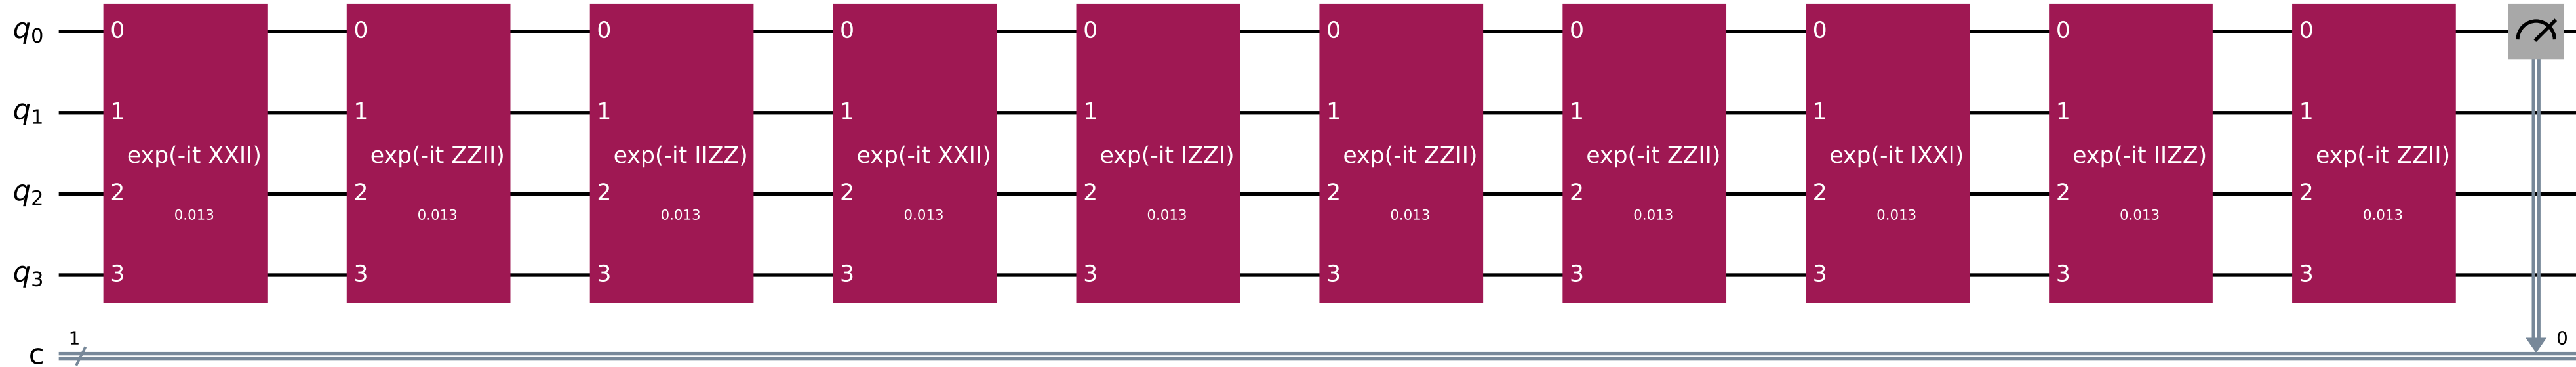 q0 0 0 0 0 0 0 0 0 0 0
q1 1 1 1 1 1 1 1 1 1 1
exp(-it XXII) exp(-it ZZII) exp(-it IIZZ) exp(-it XXII) exp(-it IZZI) exp(-it ZZII) exp(-it ZZII) exp(-it IXXI) exp(-it IIZZ) exp(-it ZZII)
q2 2 2 2 2 2 2 2 2 2 2
0.013 0.013 0.013 0.013 0.013 0.013 0.013 0.013 0.013 0.013
q3 3 3 3 3 3 3 3 3 3 3
1 0
c